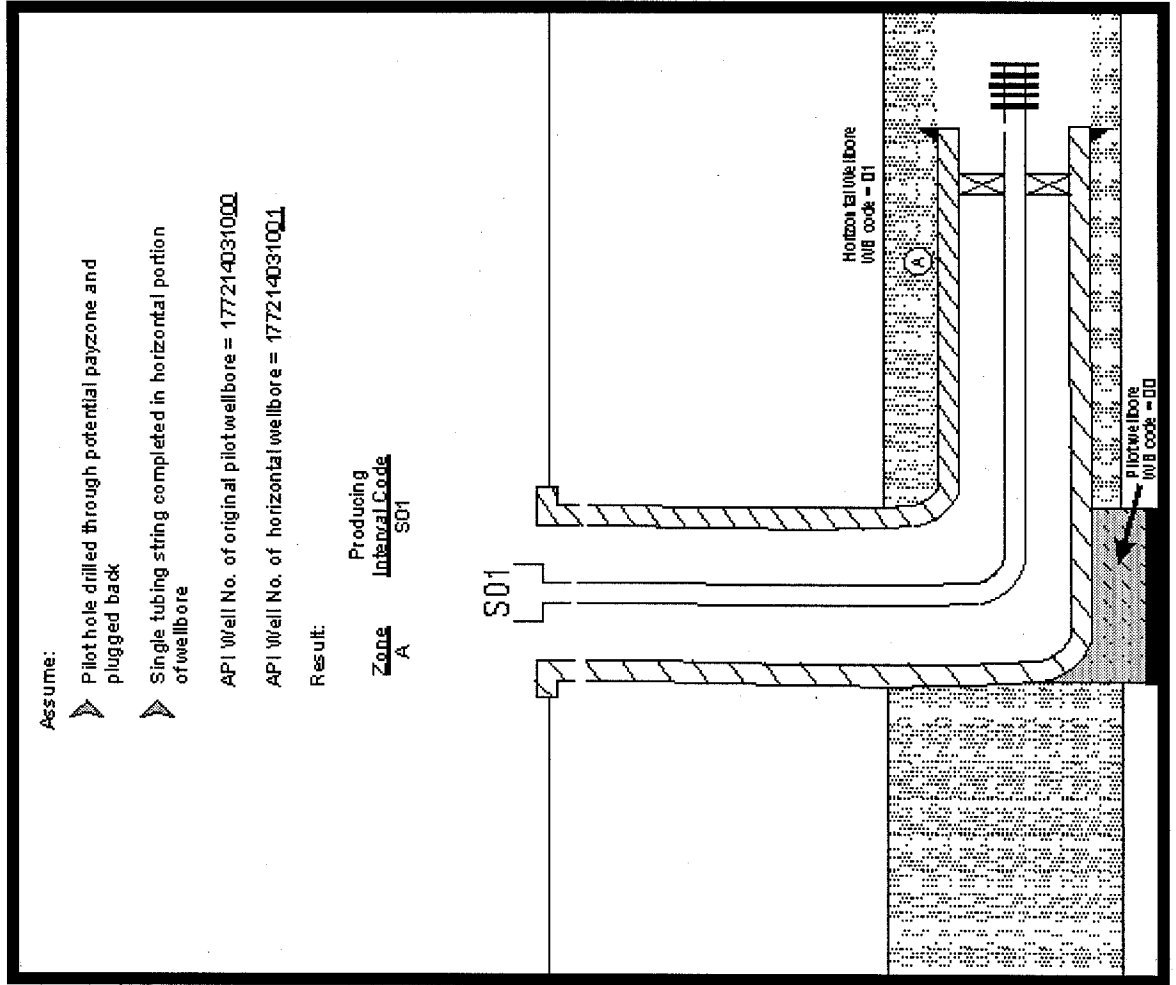 Assume:
Pilot hole drilled through potential payzone and
plugged back
Single tubing string completed in horizontal portion
of wellbore
API Well No. of original pilot wellbore = 177214031000
API Well No. of horizontal wellbore = 177214031001
Result:
Producing
Zone Interval Code
A S01
S01
Horizontal Wellbore
WB code = 01
A
Pilot wellbore
WB code = 00